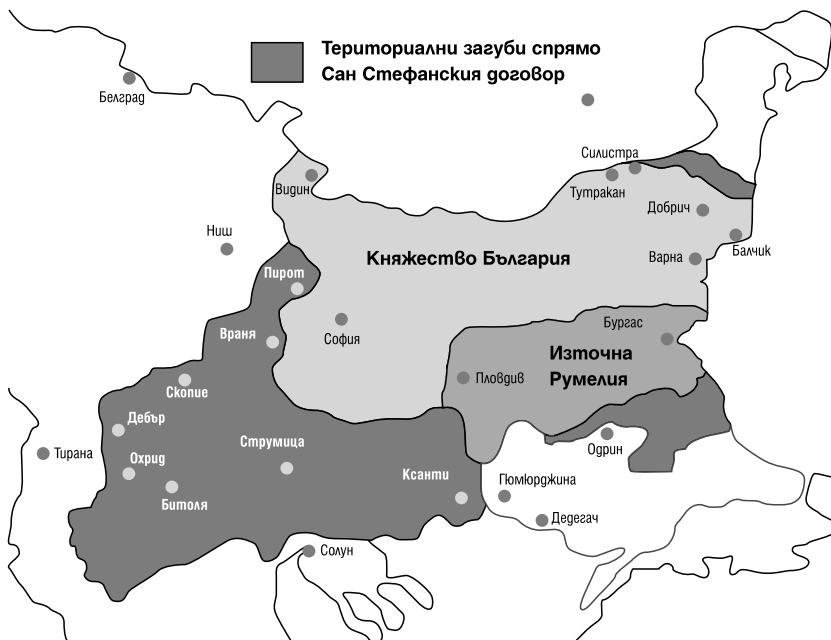 Териториални загуби спрямо
Сан Стефанския договор
Белград
Силистра
Видин
Тутракан
Добрич
Ниш
Балчик
Княжество България
Варна
Пирот
Бургас
Враня
София
Източна
Румелия
Пловдив
Скопие
Дебър
Струмица
Тирана
Охрид
Одрин
Ксанти
Гюмюрджина
Битоля
Дедегач
Солун